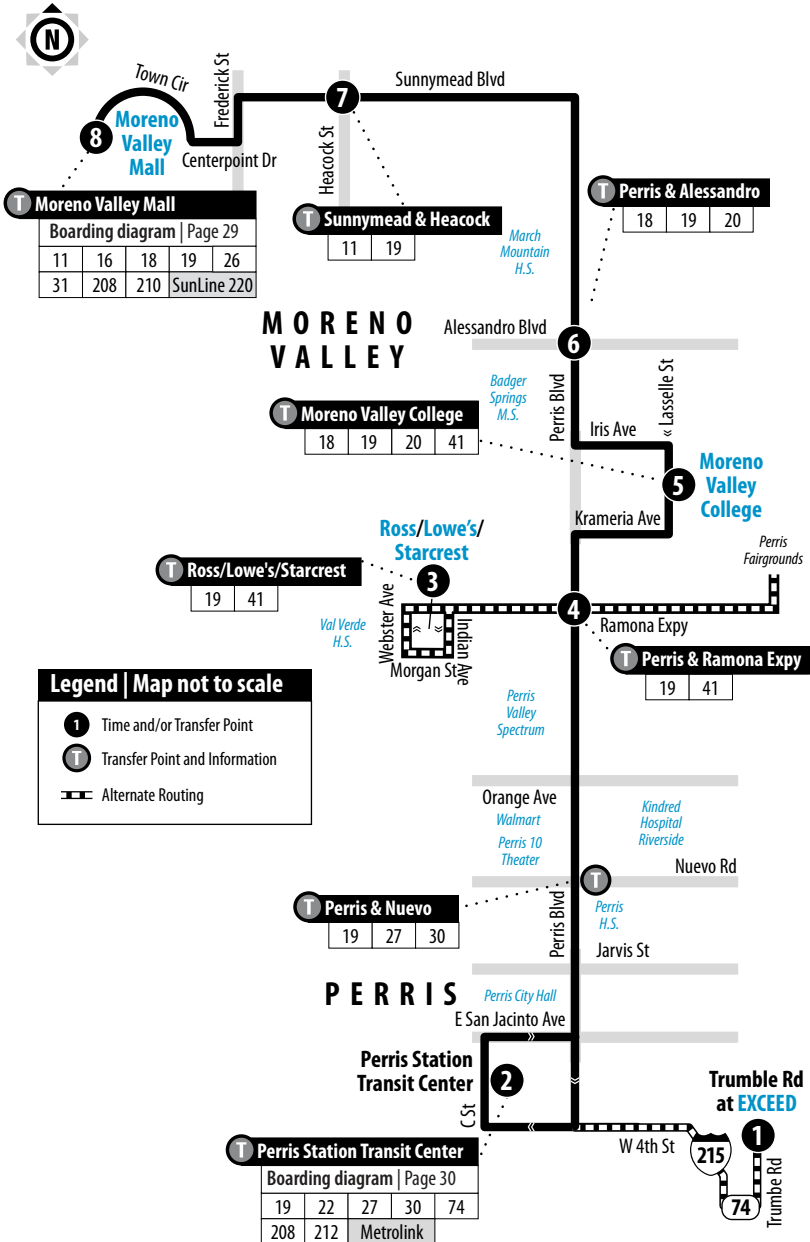 N
Town Cir
Frederick St
Sunnymead Blvd
7
8
Moreno
Valley
Mall
Centerpoint Dr
Heacock St
T Moreno Valley Mall
Boarding diagram | Page 29
11 16 18 19 26
31 208 210 SunLine 220
T Sunnymead & Heacock
11 19
T Perris & Alessandro
18 19 20
March
Mountain
H.S.
MORENO
VALLEY
Alessandro Blvd
6
Badger
Springs
M.S.
Perris Blvd
« Lasselle St
Iris Ave
T Moreno Valley College
18 19 20 41
5
Moreno
Valley
College
Krameria Ave
Ross/Lowe's/
Starcrest
3
Perris
Fairgrounds
T Ross/Lowe's/Starcrest
19 41
4
Webster Ave
Indian Ave
Ramona Expy
Val Verde
H.S.
Morgan St
T Perris & Ramona Expy
19 41
Legend | Map not to scale
1 Time and/or Transfer Point
T Transfer Point and Information
Alternate Routing
Perris
Valley
Spectrum
Orange Ave
Walmart
Perris 10
Theater
Kindred
Hospital
Riverside
Nuevo Rd
T
T Perris & Nuevo
19 27 30
Perris Blvd
Perris
H.S.
Jarvis St
PERRIS
Perris City Hall
E San Jacinto Ave
Perris Station
Transit Center
2
C St
Trumble Rd
at EXCEED
1
W 4th St
215
74
Trumbe Rd
T Perris Station Transit Center
Boarding diagram | Page 30
19 22 27 30 74
208 212 Metrolink